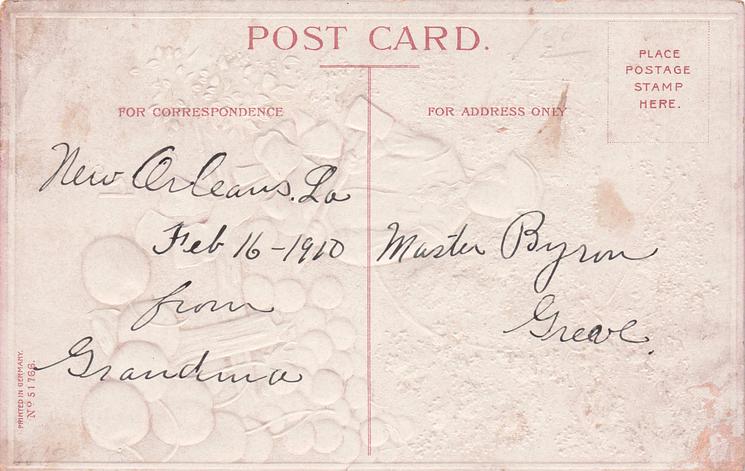 POST CARD.
PLACE
POSTAGE
STAMP
HERE.
FOR CORRESPONDENCE
FOR ADDRESS ONLY
New Orleans. La
Feb 16-1910
from
Grandma
Master Byron
Greve.
PRINTED IN GERMANY.
No 51766.